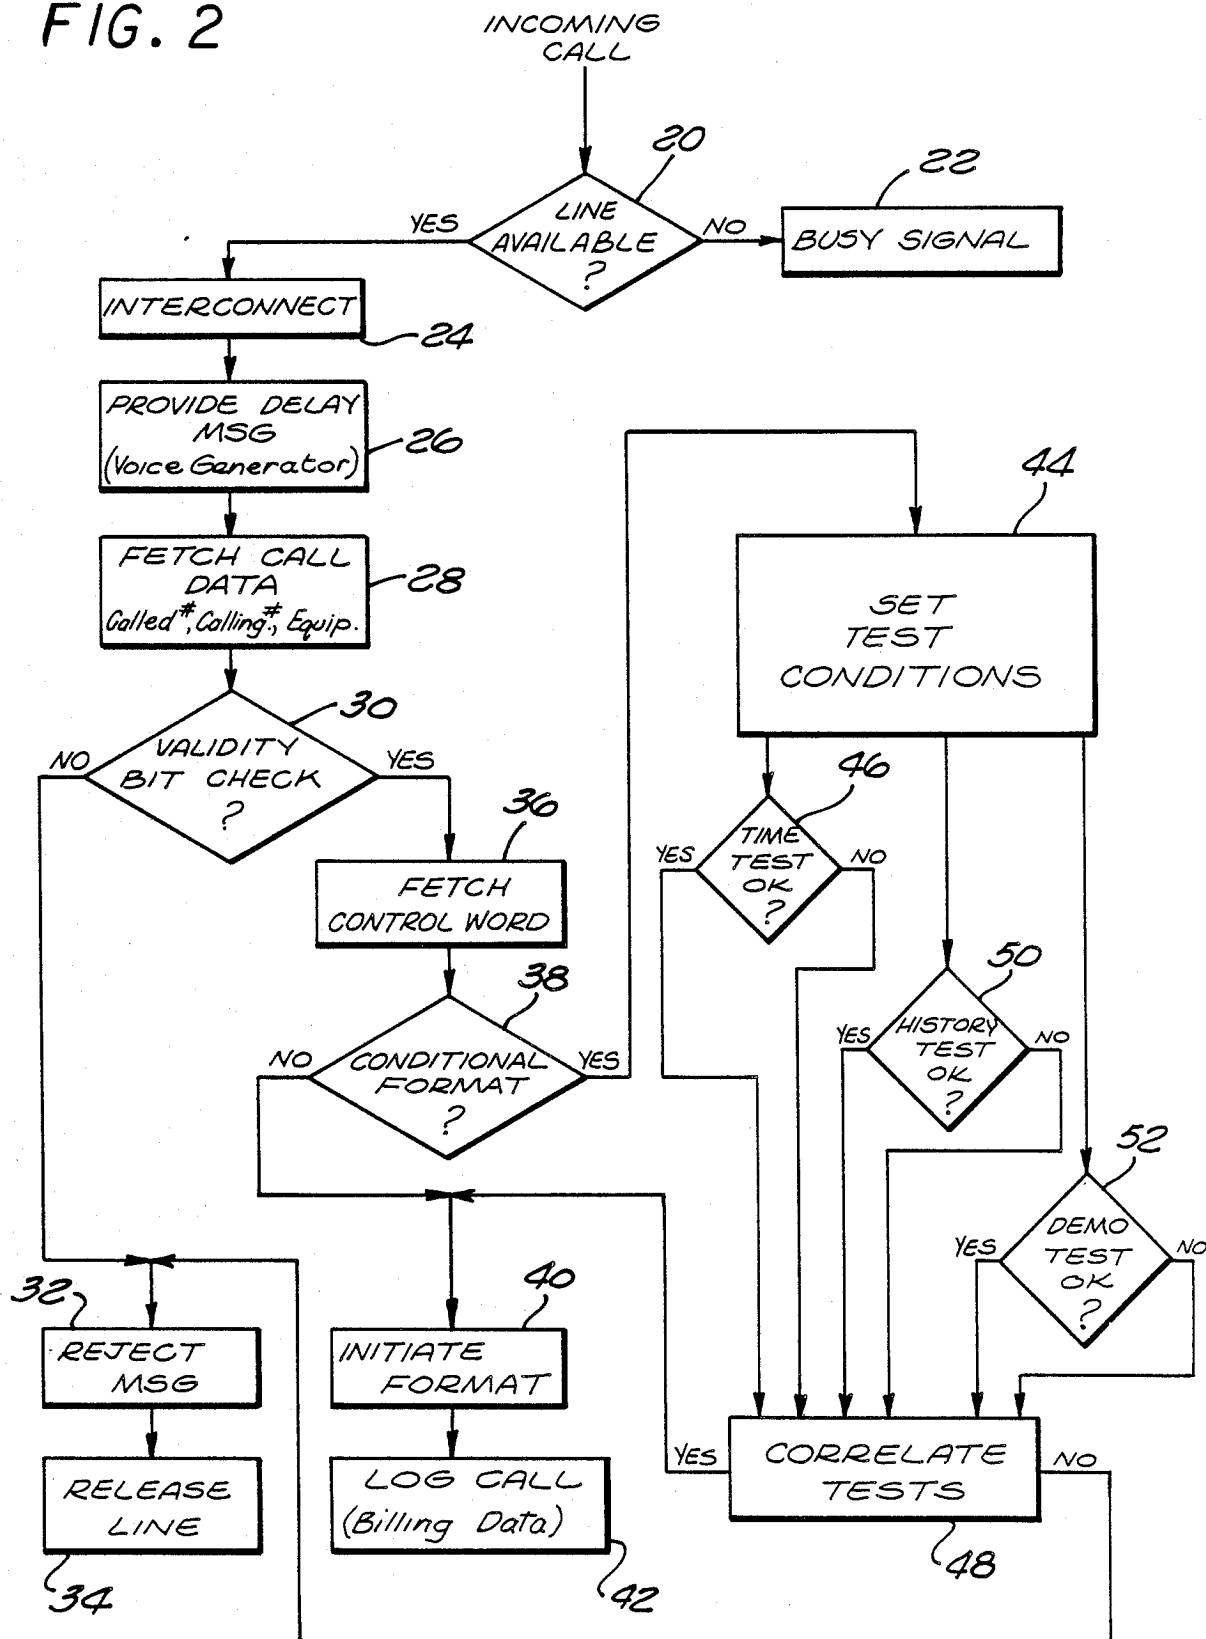 FIG. 2
INCOMING
CALL
20
LINE
AVAILABLE
?
YES
NO
22
BUSY SIGNAL
INTERCONNECT
24
PROVIDE DELAY
MSG
(Voice Generator)
26
FETCH CALL
DATA
Called #, Calling #, Equip.
28
30
VALIDITY
BIT CHECK
?
NO
YES
36
FETCH
CONTROL WORD
38
CONDITIONAL
FORMAT
?
NO
YES
44
SET
TEST
CONDITIONS
46
TIME
TEST
OK
?
YES
NO
50
HISTORY
TEST
OK
?
YES
NO
52
DEMO
TEST
OK
?
YES
NO
32
REJECT
MSG
RELEASE
LINE
34
40
INITIATE
FORMAT
LOG CALL
(Billing Data)
42
YES
CORRELATE
TESTS
NO
48